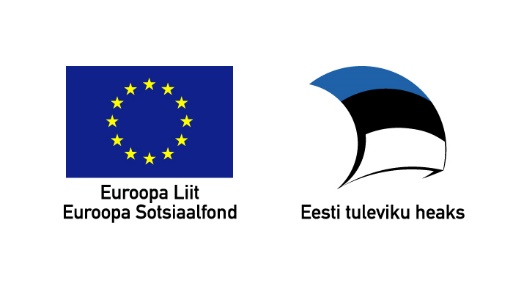 Euroopa Liit
Euroopa Sotsiaalfond
Eesti tuleviku heaks